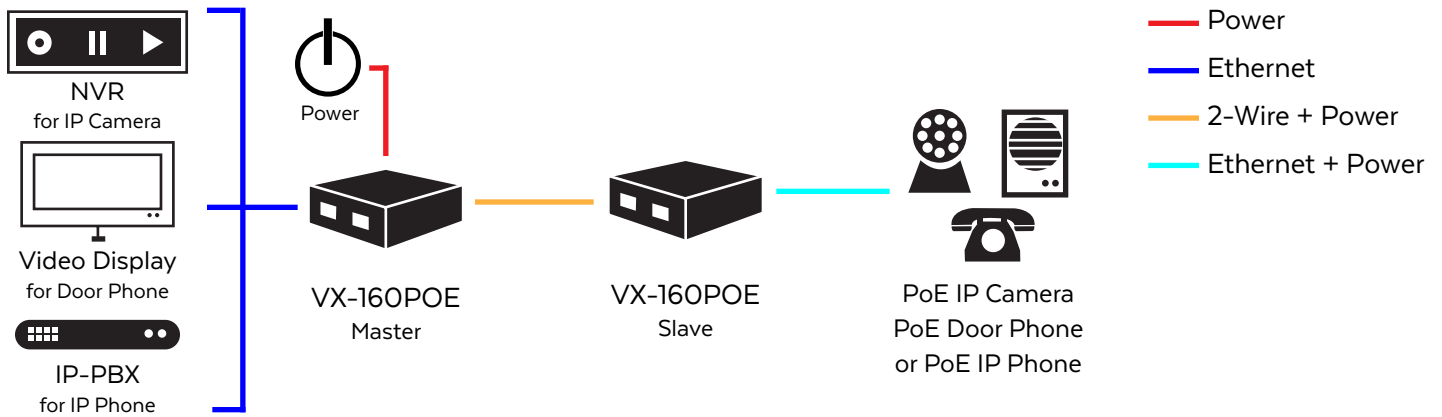 NVR
for IP Camera
Video Display
for Door Phone
IP-PBX
for IP Phone
Power
VX-160POE
Master
VX-160POE
Slave
PoE IP Camera
PoE Door Phone
or PoE IP Phone
Power
Ethernet
2-Wire + Power
Ethernet + Power